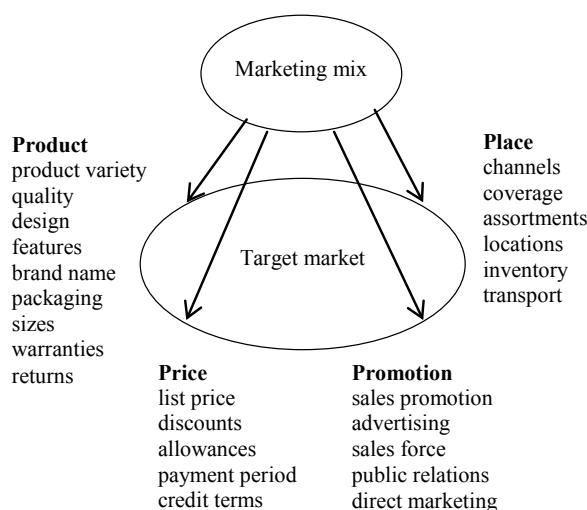 Marketing mix
Product
product variety
quality
design
features
brand name
packaging
sizes
warranties
returns
Target market
Place
channels
coverage
assortments
locations
inventory
transport
Price
list price
discounts
allowances
payment period
credit terms
Promotion
sales promotion
advertising
sales force
public relations
direct marketing